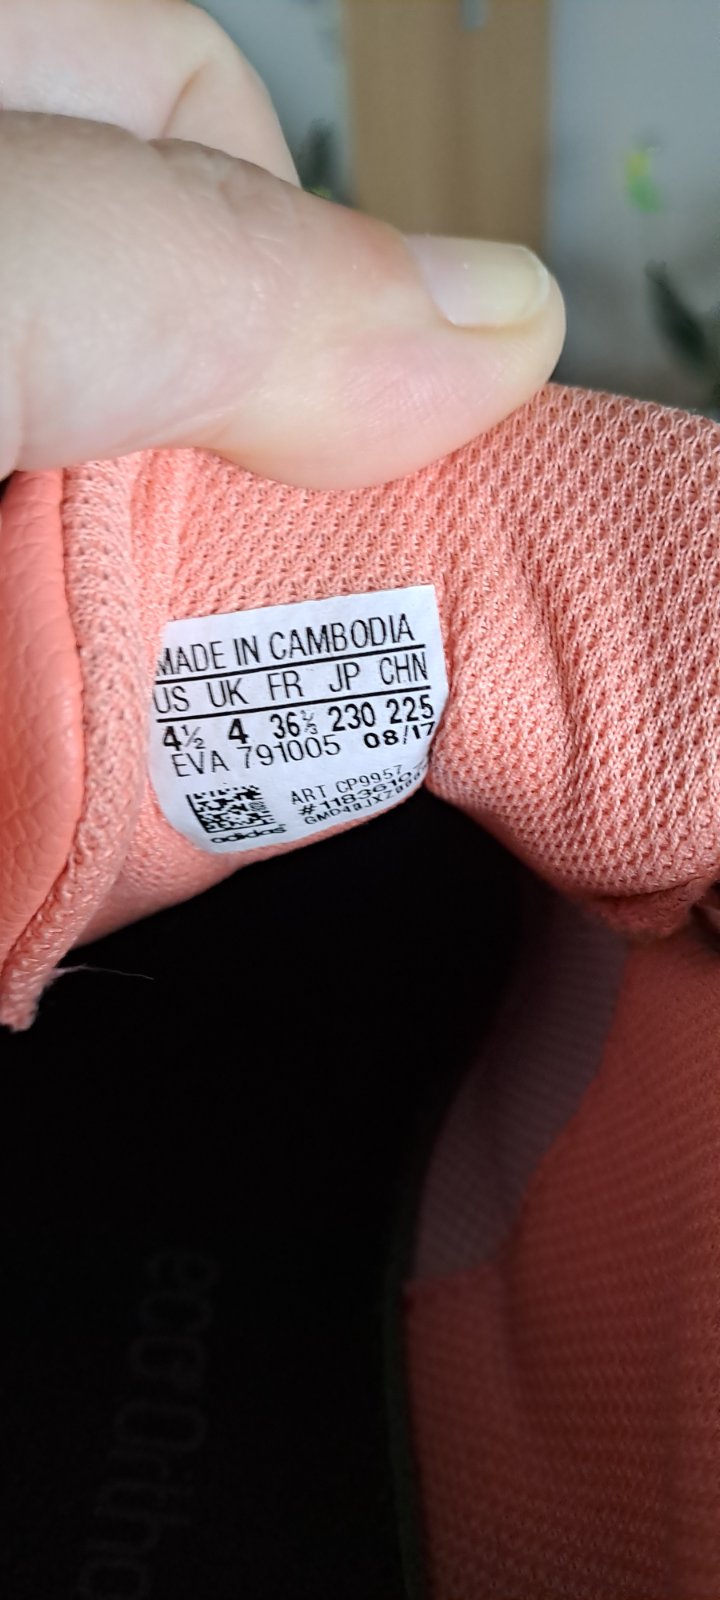 MADE IN CAMBODIA
US UK FR JP CHN
4½ 4 36⅔ 230 225
EVA 791005 08/17
ART CP9957
adidas
ecoOrtho